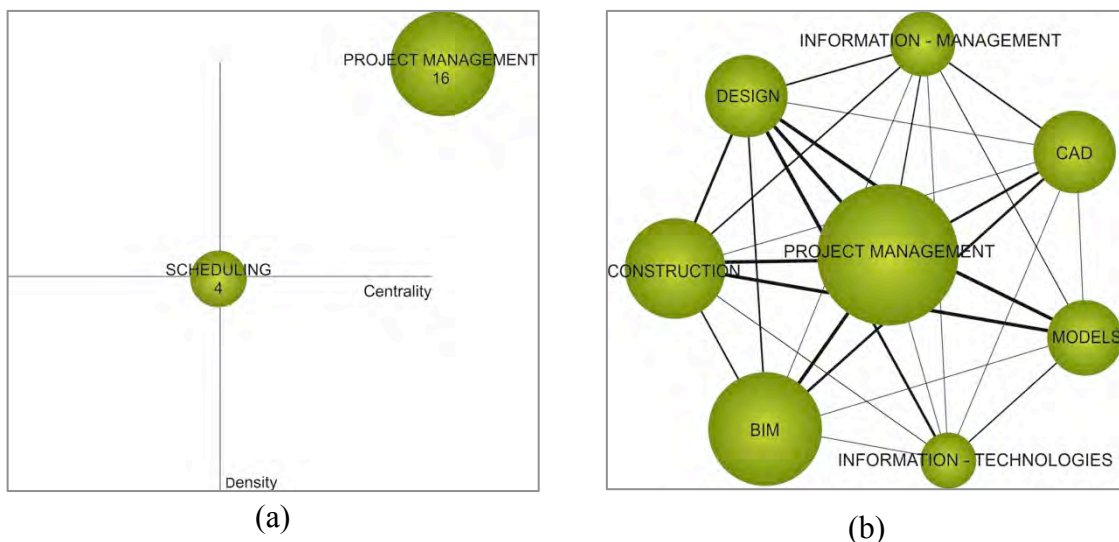 PROJECT MANAGEMENT
16
SCHEDULING
4
Centrality
Density
(a)
INFORMATION - MANAGEMENT
DESIGN
CAD
PROJECT MANAGEMENT
CONSTRUCTION
MODELS
BIM
INFORMATION - TECHNOLOGIES
(b)